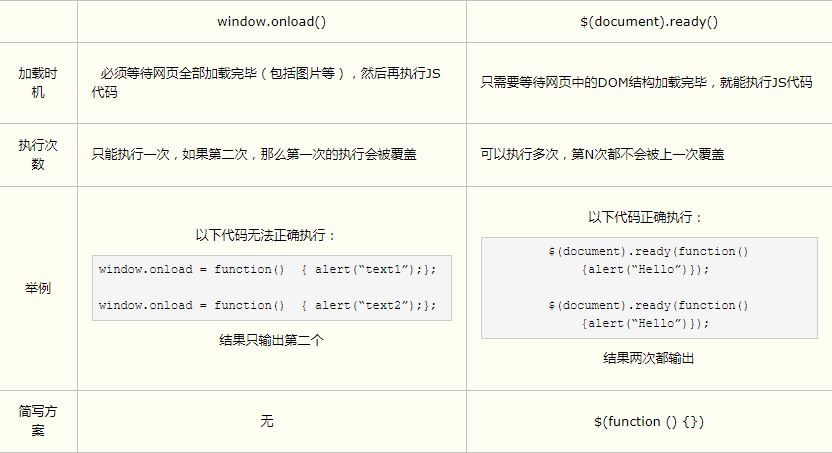 window.onload()
$(document).ready()
加载时
机
必须等待网页全部加载完毕（包括图片等），然后再执行JS
代码
只需要等待网页中的DOM结构加载完毕，就能执行JS代码
执行次
数
只能执行一次，如果第二次，那么第一次的执行会被覆盖
可以执行多次，第N次都不会被上一次覆盖
举例
以下代码无法正确执行：
window.onload = function()  { alert(“text1”);};
window.onload = function()  { alert(“text2”);};
结果只输出第二个
以下代码正确执行：
$(document).ready(function()
{alert(“Hello”)});
$(document).ready(function()
{alert(“Hello”)});
结果两次都输出
简写方
案
无
$(function () {})